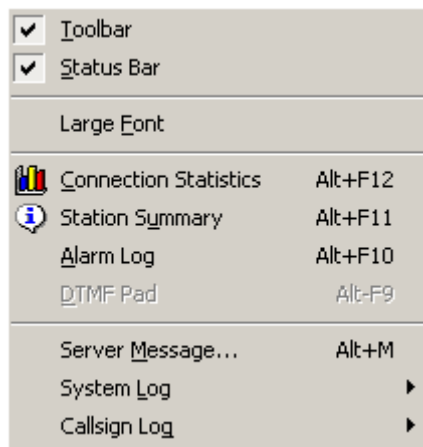 Toolbar
Status Bar
Large Font
Connection Statistics Alt+F12
Station Summary Alt+F11
Alarm Log Alt+F10
DTMF Pad Alt-F9
Server Message... Alt+M
System Log
Callsign Log